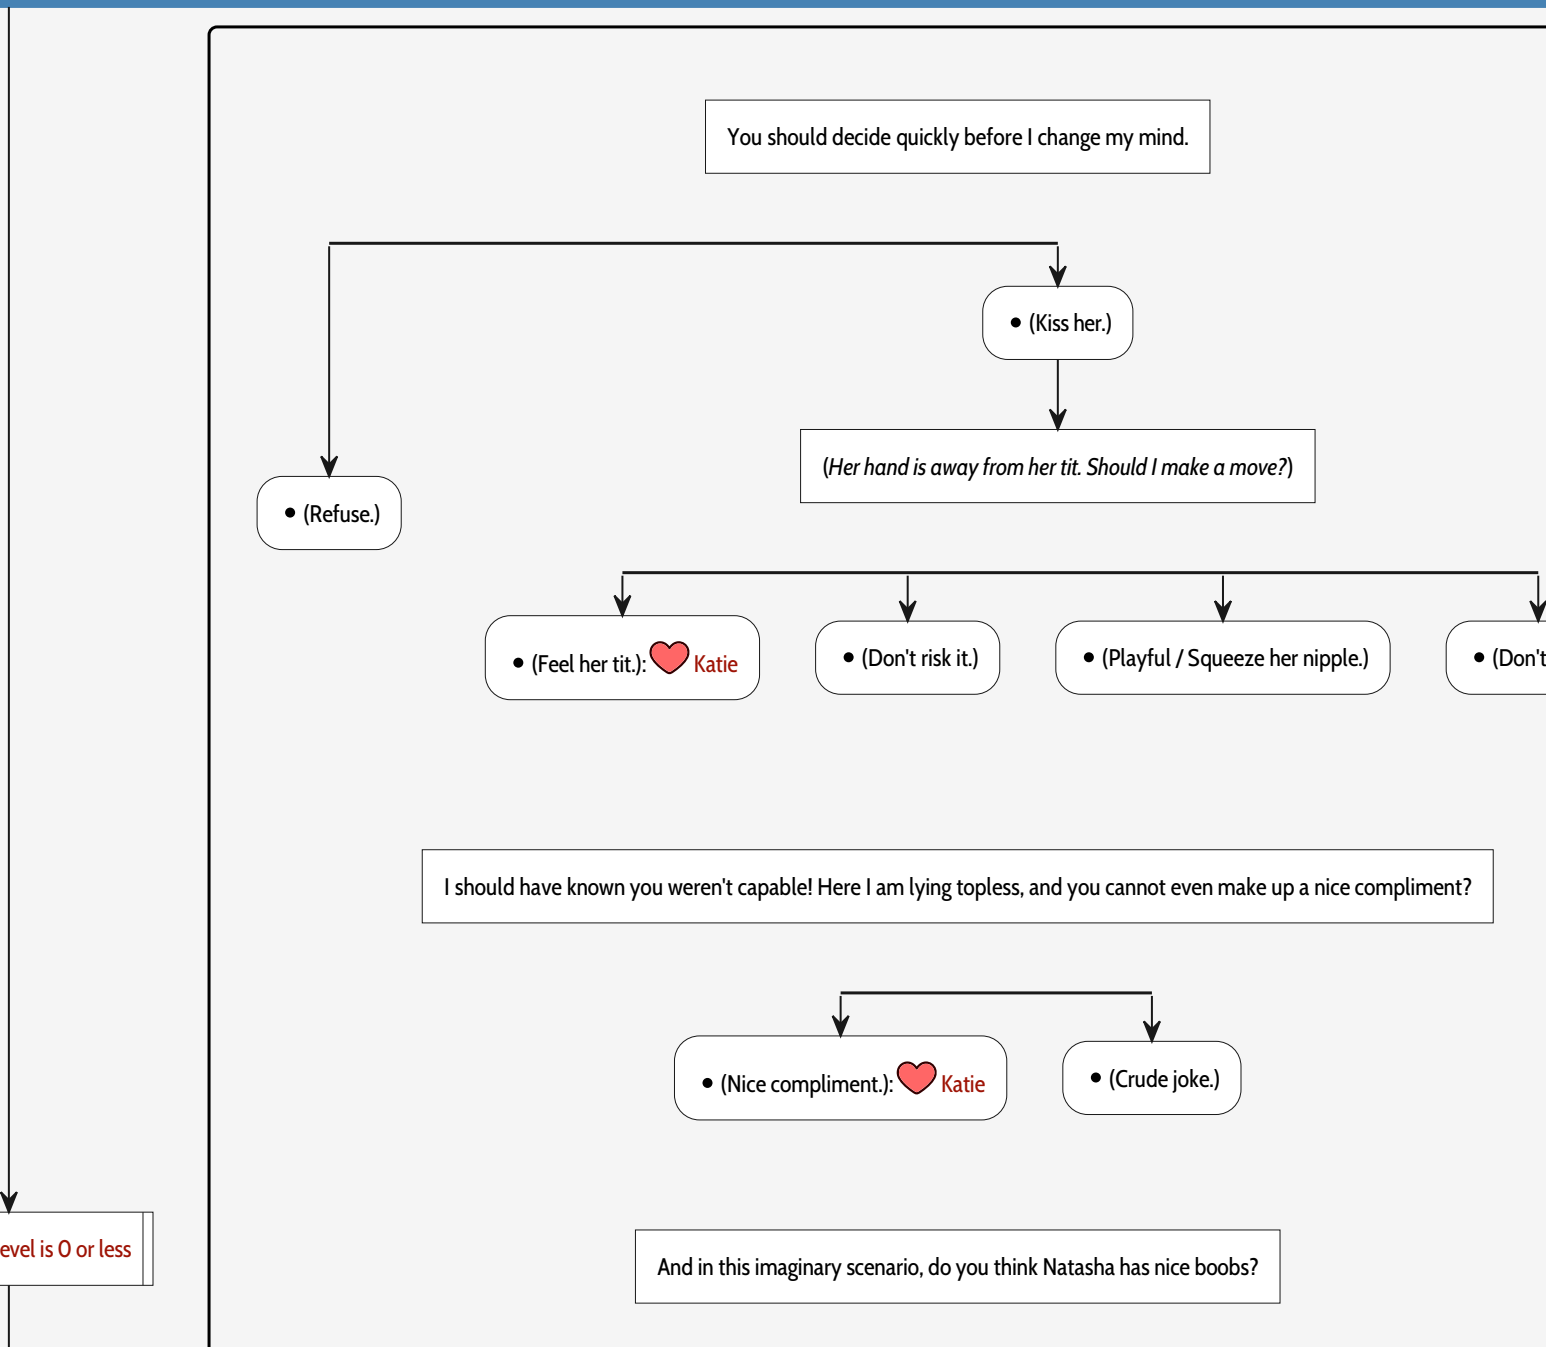 You should decide quickly before I change my mind.
• (Kiss her.)
(Her hand is away from her tit. Should I make a move?)
• (Refuse.)
• (Feel her tit.): Katie
• (Don't risk it.)
• (Playful / Squeeze her nipple.)
• (Don't
I should have known you weren't capable! Here I am lying topless, and you cannot even make up a nice compliment?
• (Nice compliment.): Katie
• (Crude joke.)
evel is 0 or less
And in this imaginary scenario, do you think Natasha has nice boobs?